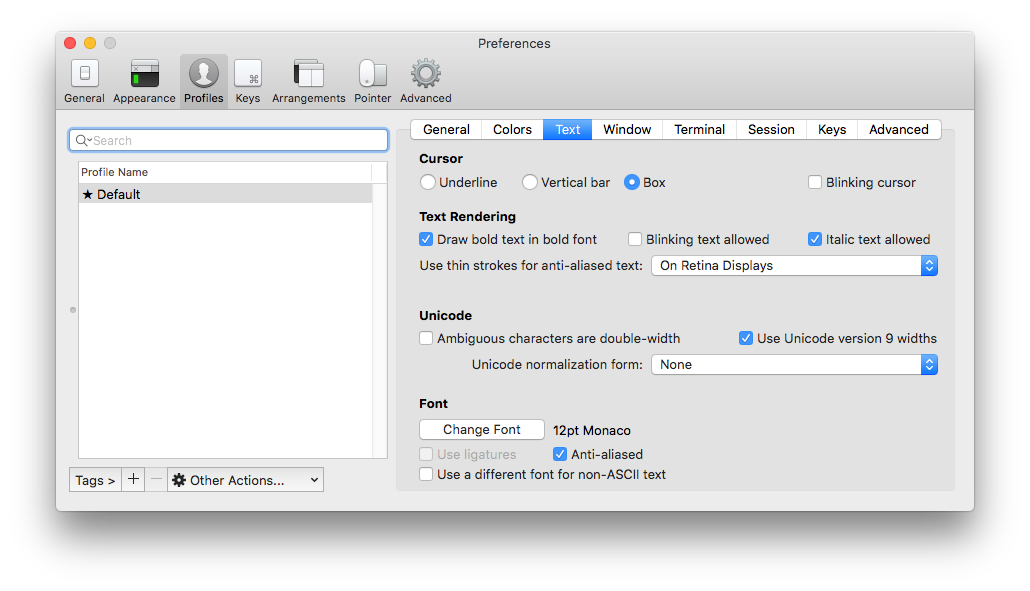 Preferences
General Appearance Profiles Keys Arrangements Pointer Advanced
Search
Profile Name
★ Default
Tags > + − Other Actions...
General Colors Text Window Terminal Session Keys Advanced
Cursor
Underline Vertical bar Box Blinking cursor
Text Rendering
Draw bold text in bold font Blinking text allowed Italic text allowed
Use thin strokes for anti-aliased text: On Retina Displays
Unicode
Ambiguous characters are double-width Use Unicode version 9 widths
Unicode normalization form: None
Font
Change Font 12pt Monaco
Use ligatures Anti-aliased
Use a different font for non-ASCII text